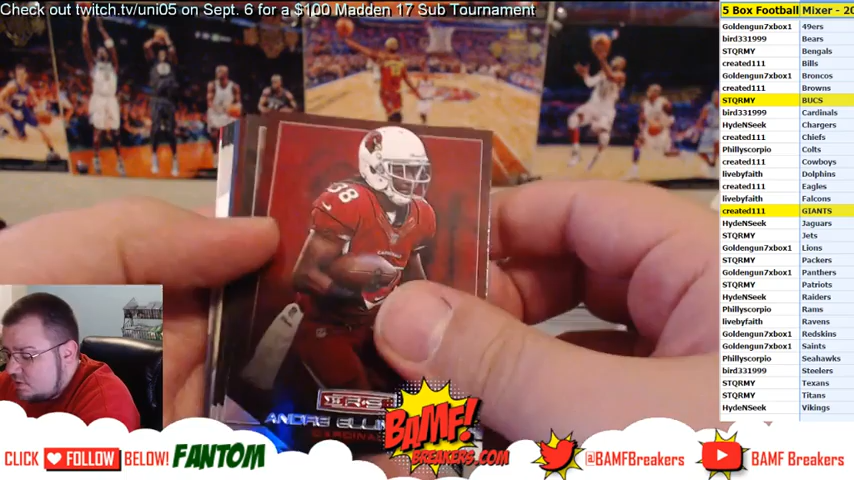 Check out twitch.tv/uni05 on Sept. 6 for a $100 Madden 17 Sub Tournament
5 Box Football Mixer - 20
Goldengun7xbox1 49ers
bird331999 Bears
STQRMY Bengals
created111 Bills
Goldengun7xbox1 Broncos
created111 Browns
STQRMY BUCS
bird331999 Cardinals
HydeNSeek Chargers
created111 Chiefs
Phillyscorpio Colts
created111 Cowboys
livebyfaith Dolphins
created111 Eagles
livebyfaith Falcons
created111 GIANTS
HydeNSeek Jaguars
STQRMY Jets
Goldengun7xbox1 Lions
STQRMY Packers
Goldengun7xbox1 Panthers
STQRMY Patriots
HydeNSeek Raiders
Phillyscorpio Rams
livebyfaith Ravens
Goldengun7xbox1 Redskins
Goldengun7xbox1 Saints
Phillyscorpio Seahawks
bird331999 Steelers
STQRMY Texans
STQRMY Titans
HydeNSeek Vikings
38
CARDINALS
ANDRE ELLIN
CARDINA
BAMF!
BREAKERS.COM
CLICK FOLLOW BELOW! FANTOM
@BAMFBreakers
BAMF Breakers